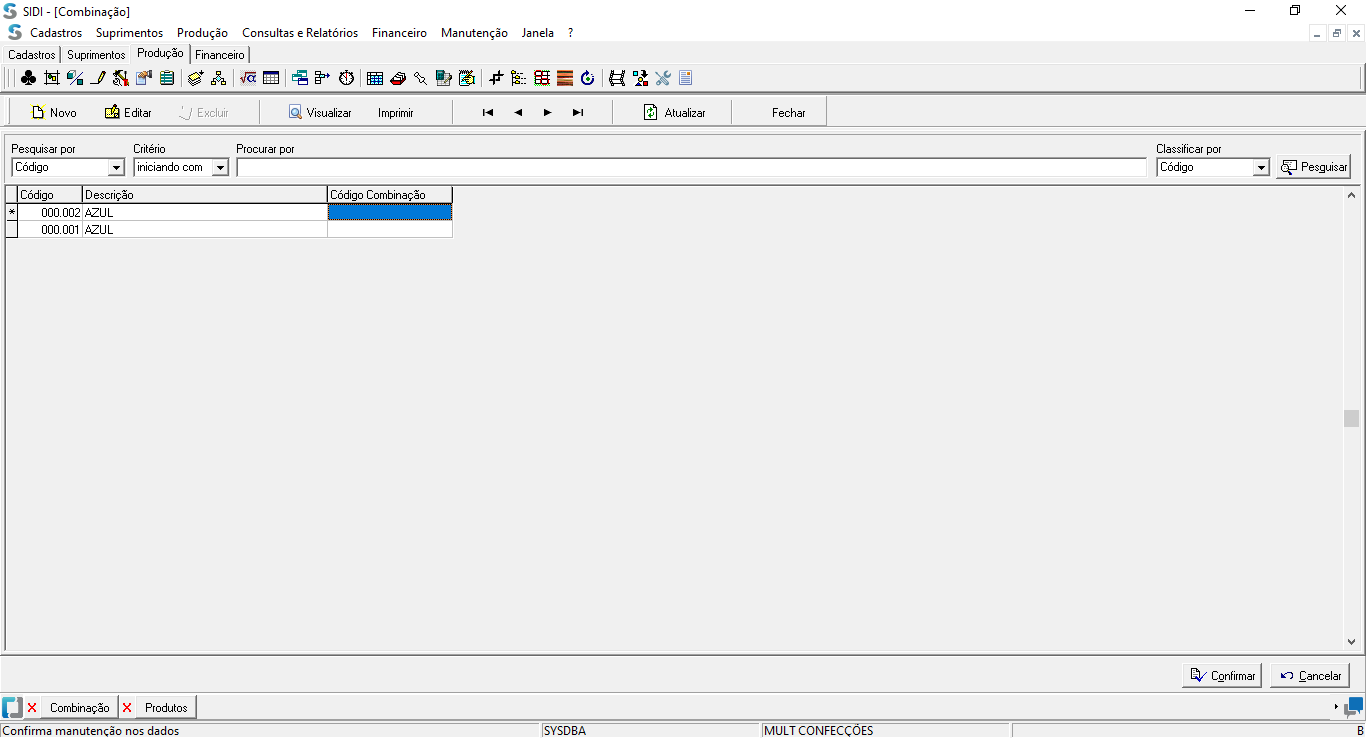 SIDI - [Combinação]
Cadastros Suprimentos Produção Consultas e Relatórios Financeiro Manutenção Janela ?
Cadastros Suprimentos Produção Financeiro
Novo Editar Excluir Visualizar Imprimir Atualizar Fechar
Pesquisar por Critério Procurar por Classificar por
Código iniciando com Código Pesquisar
Código Descrição Código Combinação
* 000.002 AZUL
000.001 AZUL
Confirmar Cancelar
Combinação Produtos
Confirma manutenção nos dados SYSDBA MULT CONFECÇÕES B